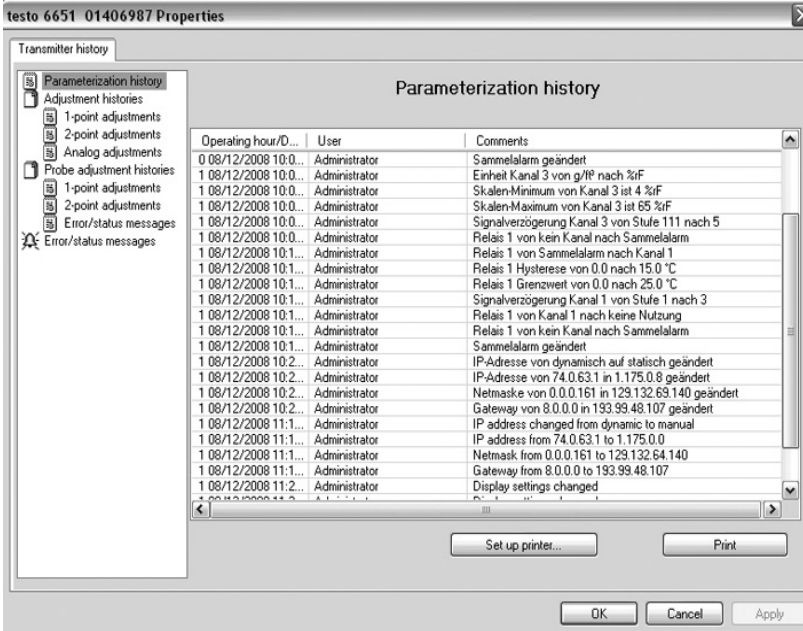 testo 6651 01406987 Properties
Transmitter history
Parameterization history
Adjustment histories
1-point adjustments
2-point adjustments
Analog adjustments
Probe adjustment histories
1-point adjustments
2-point adjustments
Error/status messages
Error/status messages
Parameterization history
Operating hour/D... User Comments
0 08/12/2008 10:0... Administrator Sammelalarm geändert
1 08/12/2008 10:0... Administrator Einheit Kanal 3 von g/ft³ nach %rF
1 08/12/2008 10:0... Administrator Skalen-Minimum von Kanal 3 ist 4 %rF
1 08/12/2008 10:0... Administrator Skalen-Maximum von Kanal 3 ist 65 %rF
1 08/12/2008 10:0... Administrator Signalverzögerung Kanal 3 von Stufe 111 nach 5
1 08/12/2008 10:0... Administrator Relais 1 von kein Kanal nach Sammelalarm
1 08/12/2008 10:1... Administrator Relais 1 von Sammelalarm nach Kanal 1
1 08/12/2008 10:1... Administrator Relais 1 Hysterese von 0.0 nach 15.0 °C
1 08/12/2008 10:1... Administrator Relais 1 Grenzwert von 0.0 nach 25.0 °C
1 08/12/2008 10:1... Administrator Signalverzögerung Kanal 1 von Stufe 1 nach 3
1 08/12/2008 10:1... Administrator Relais 1 von Kanal 1 nach keine Nutzung
1 08/12/2008 10:1... Administrator Relais 1 von kein Kanal nach Sammelalarm
1 08/12/2008 10:1... Administrator Sammelalarm geändert
1 08/12/2008 10:2... Administrator IP-Adresse von dynamisch auf statisch geändert
1 08/12/2008 10:2... Administrator IP-Adresse von 74.0.63.1 in 1.175.0.8 geändert
1 08/12/2008 10:2... Administrator Netmaske von 0.0.0.161 in 129.132.69.140 geändert
1 08/12/2008 10:2... Administrator Gateway von 8.0.0.0 in 193.99.48.107 geändert
1 08/12/2008 11:1... Administrator IP address changed from dynamic to manual
1 08/12/2008 11:1... Administrator IP address from 74.0.63.1 to 1.175.0.0
1 08/12/2008 11:1... Administrator Netmask from 0.0.0.161 to 129.132.64.140
1 08/12/2008 11:1... Administrator Gateway from 8.0.0.0 to 193.99.48.107
1 08/12/2008 11:2... Administrator Display settings changed
Set up printer... Print
OK Cancel Apply